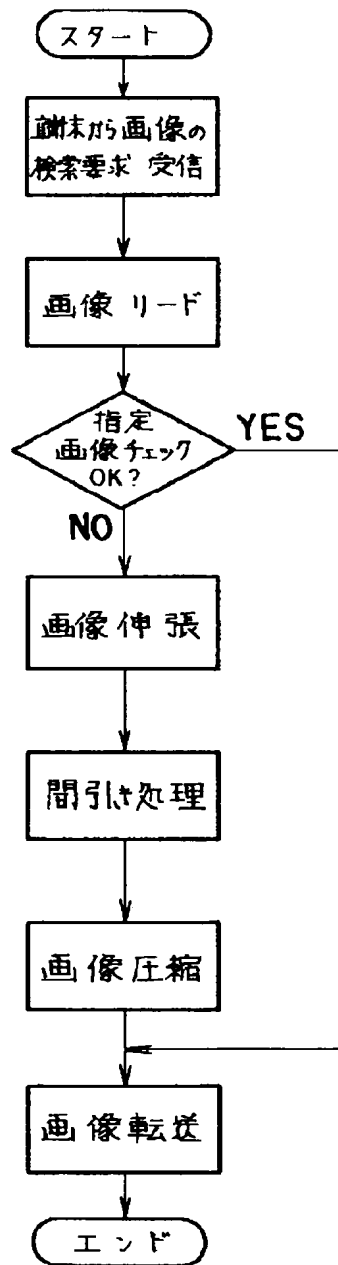 スタート
端末から画像の
検索要求 受信
画像 リード
指定
画像チェック
OK?
YES
NO
画像伸張
間引き処理
画像圧縮
画像転送
エンド